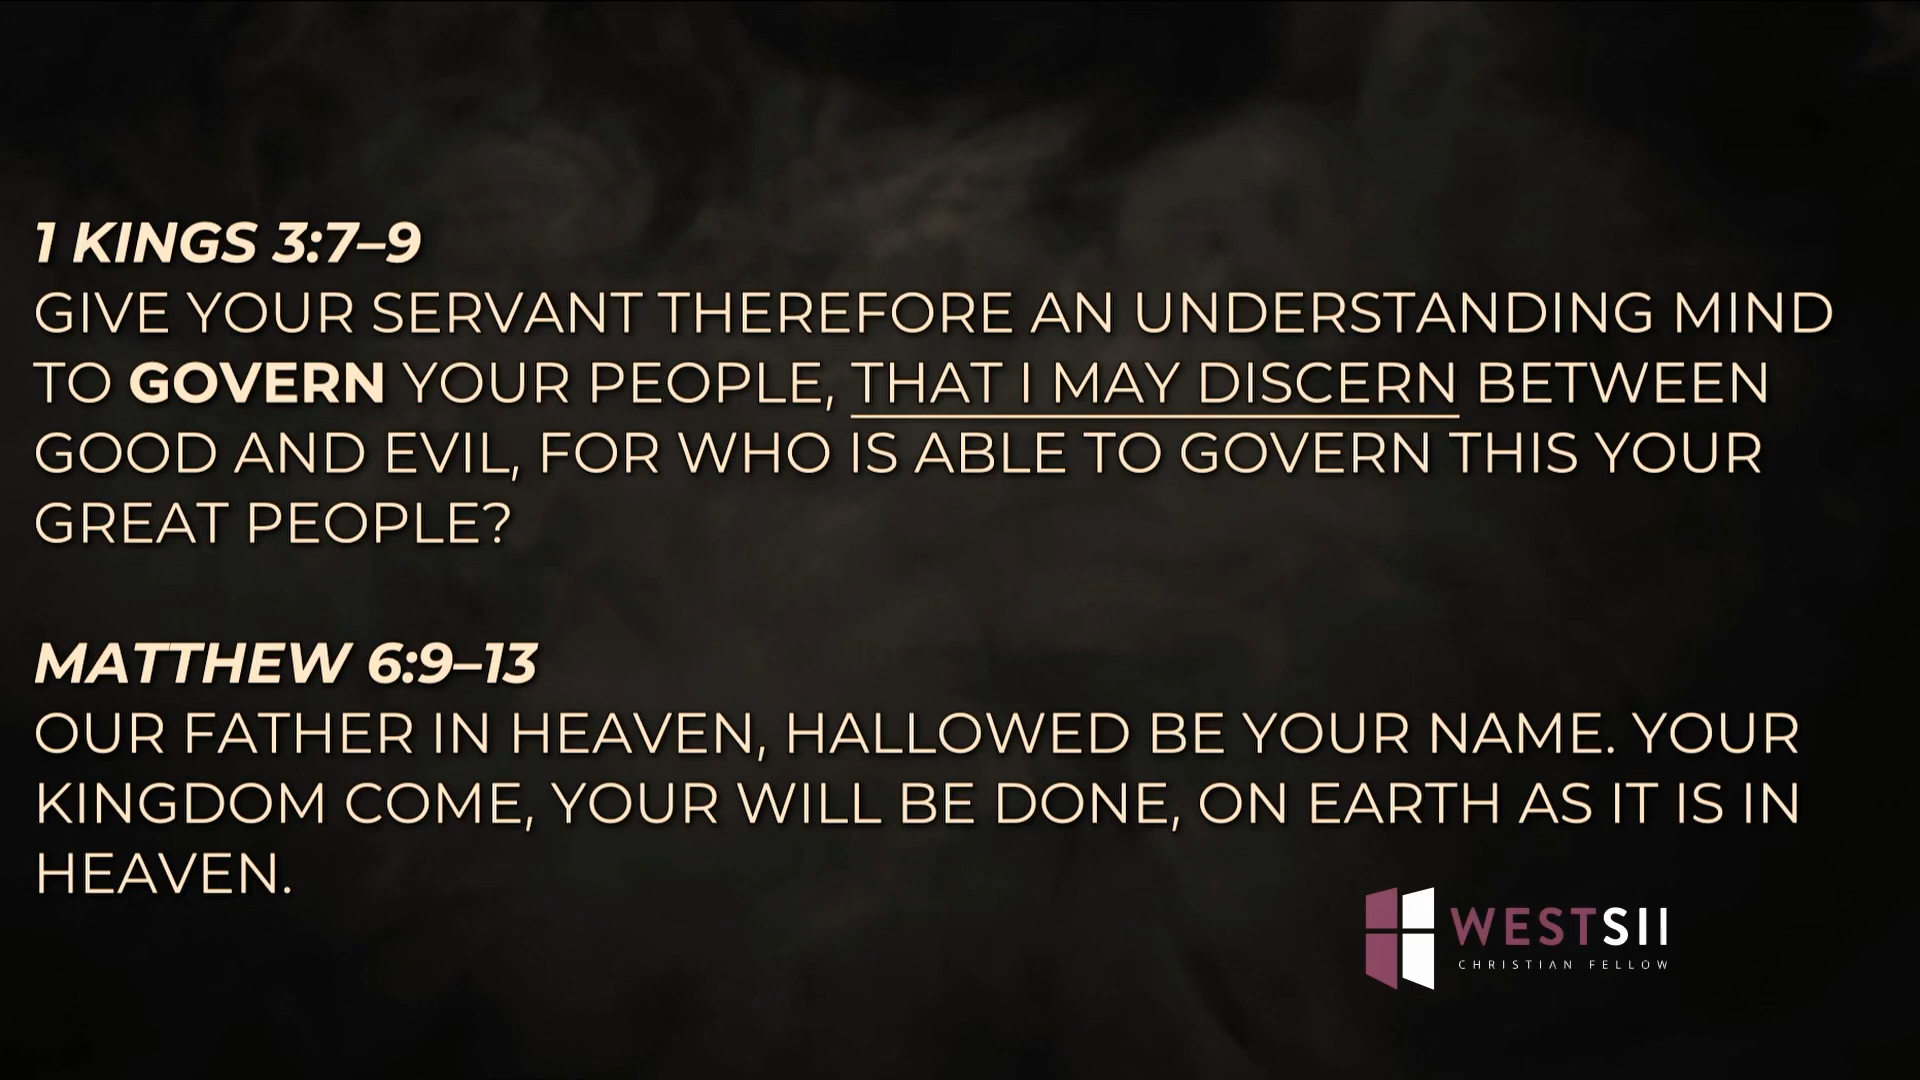 1 KINGS 3:7–9
GIVE YOUR SERVANT THEREFORE AN UNDERSTANDING MIND
TO GOVERN YOUR PEOPLE, THAT I MAY DISCERN BETWEEN
GOOD AND EVIL, FOR WHO IS ABLE TO GOVERN THIS YOUR
GREAT PEOPLE?
MATTHEW 6:9–13
OUR FATHER IN HEAVEN, HALLOWED BE YOUR NAME. YOUR
KINGDOM COME, YOUR WILL BE DONE, ON EARTH AS IT IS IN
HEAVEN.
WESTSII
CHRISTIAN FELLOW